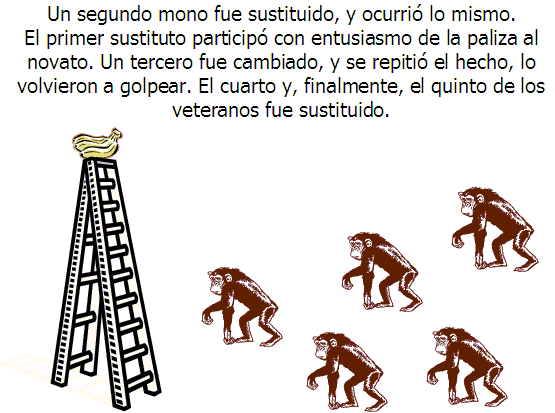 Un segundo mono fue sustituido, y ocurrió lo mismo.
El primer sustituto participó con entusiasmo de la paliza al
novato. Un tercero fue cambiado, y se repitió el hecho, lo
volvieron a golpear. El cuarto y, finalmente, el quinto de los
veteranos fue sustituido.